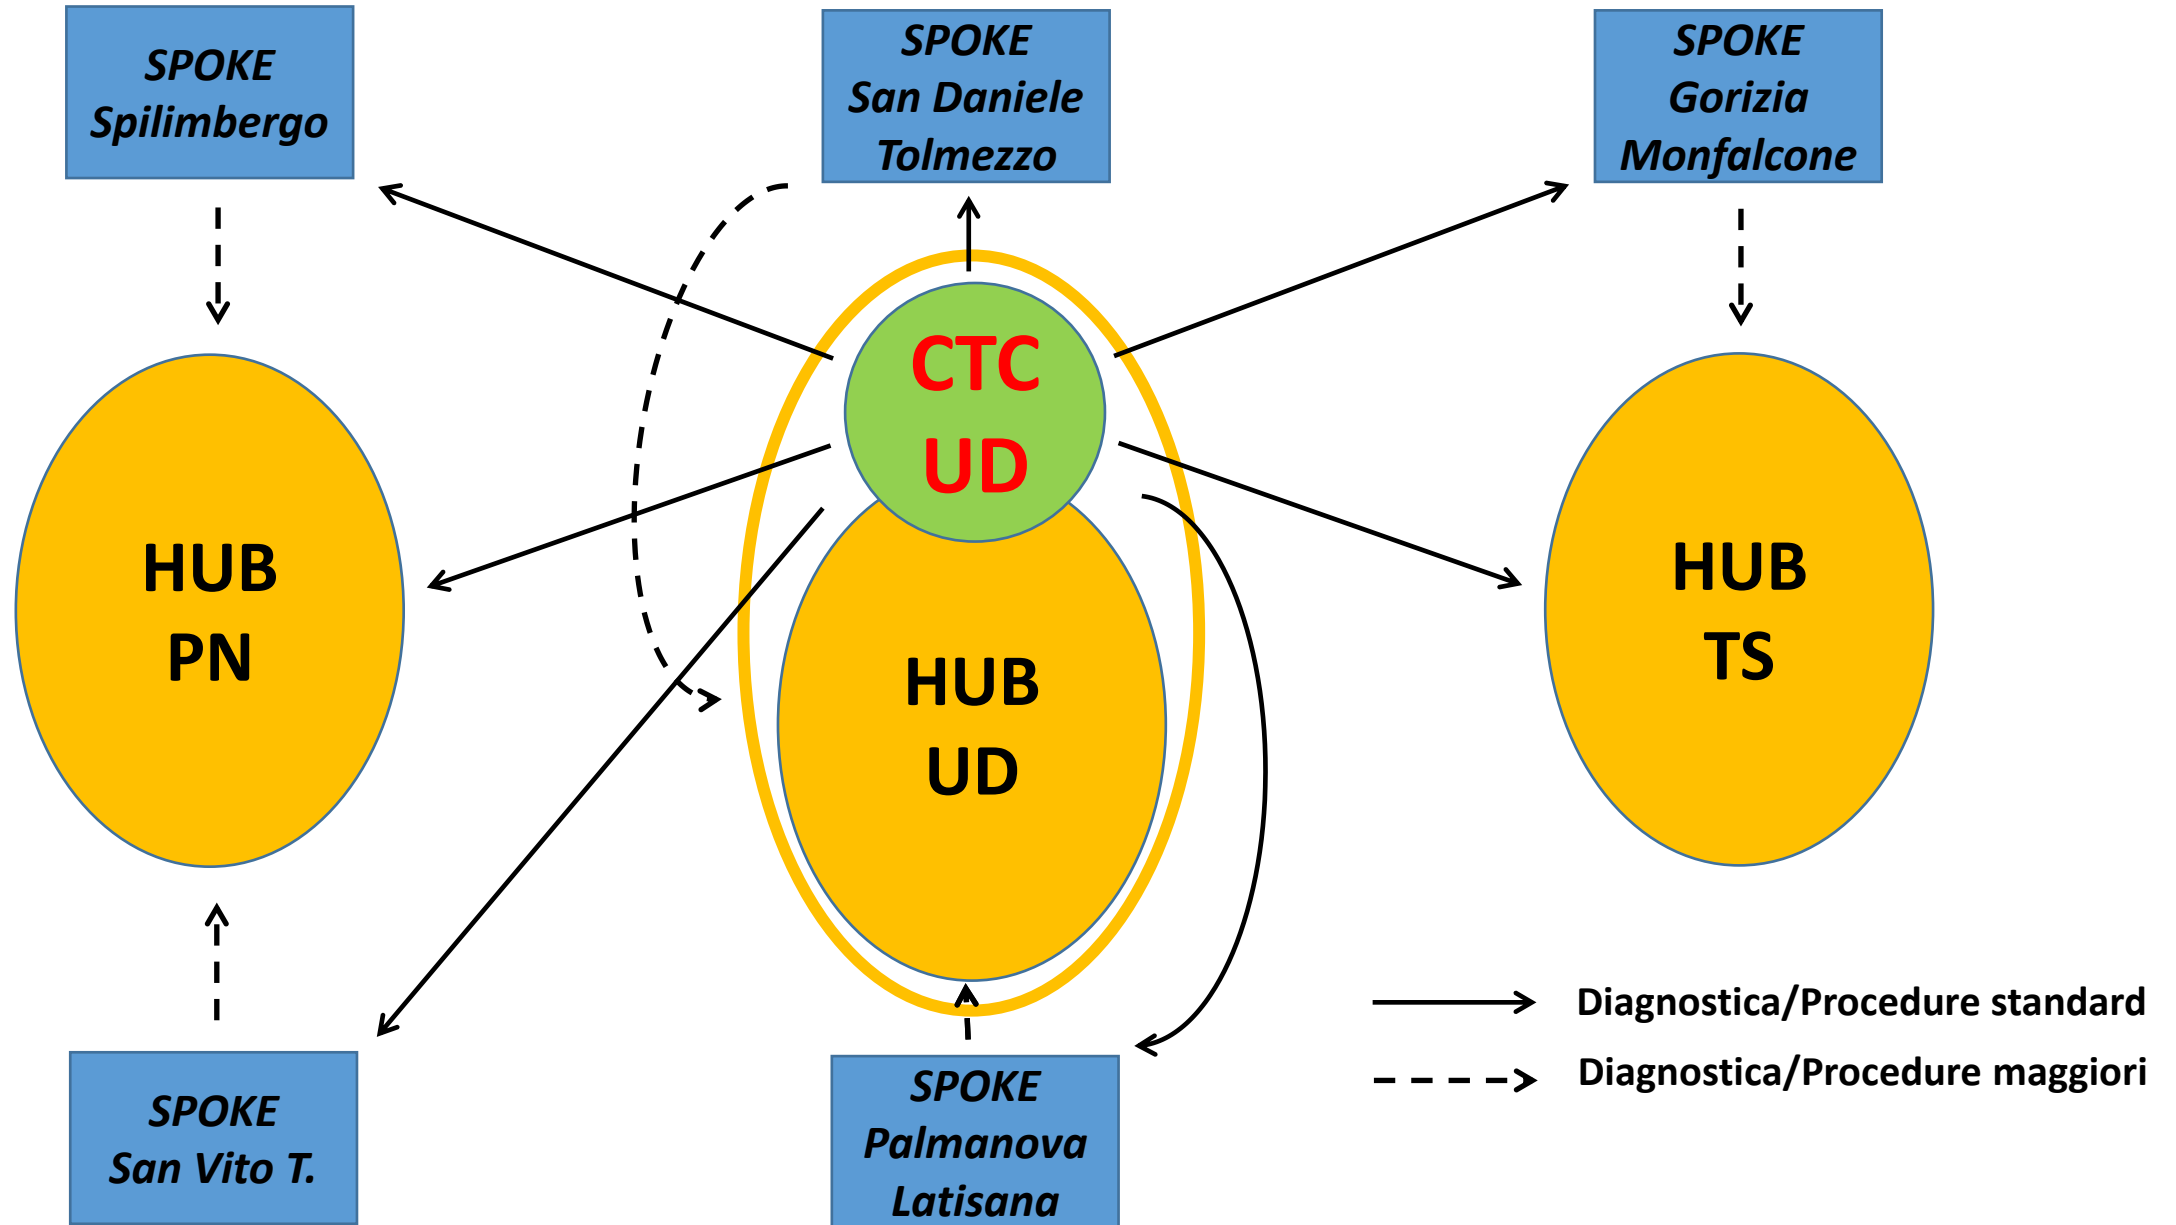 SPOKE
Spilimbergo
SPOKE
San Daniele
Tolmezzo
SPOKE
Gorizia
Monfalcone
CTC
UD
HUB
PN
HUB
UD
HUB
TS
SPOKE
San Vito T.
SPOKE
Palmanova
Latisana
Diagnostica/Procedure standard
Diagnostica/Procedure maggiori